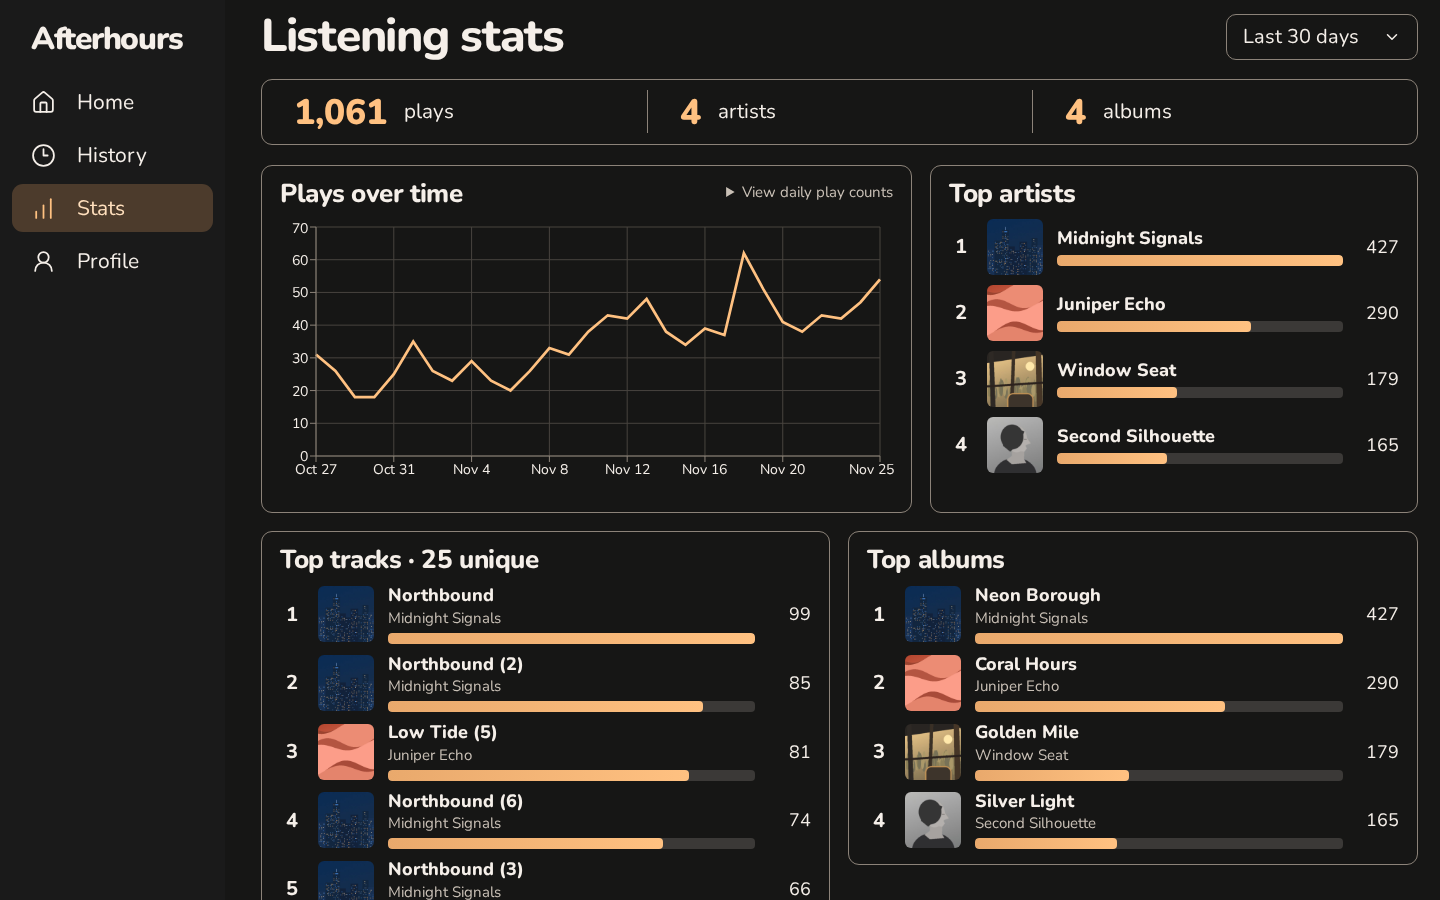 Afterhours
Home
History
Stats
Profile
Listening stats
Last 30 days
1,061 plays
4 artists
4 albums
Plays over time
View daily play counts
70
60
50
40
30
20
10
0
Oct 27 Oct 31 Nov 4 Nov 8 Nov 12 Nov 16 Nov 20 Nov 25
Top artists
1 Midnight Signals 427
2 Juniper Echo 290
3 Window Seat 179
4 Second Silhouette 165
Top tracks · 25 unique
1 Northbound 99
Midnight Signals
2 Northbound (2) 85
Midnight Signals
3 Low Tide (5) 81
Juniper Echo
4 Northbound (6) 74
Midnight Signals
5 Northbound (3) 66
Midnight Signals
Top albums
1 Neon Borough 427
Midnight Signals
2 Coral Hours 290
Juniper Echo
3 Golden Mile 179
Window Seat
4 Silver Light 165
Second Silhouette